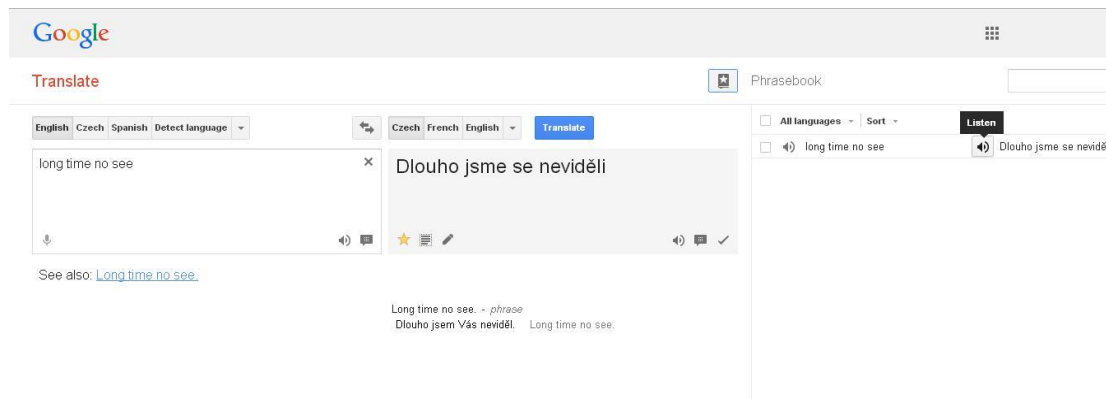 Google
Translate
Phrasebook
English Czech Spanish Detect language
Czech French English Translate
All languages Sort
Listen
long time no see
Dlouho jsme se neviděli
long time no see Dlouho jsme se nevidě
See also: Long time no see.
Long time no see. - phrase
Dlouho jsem Vás neviděl. Long time no see.